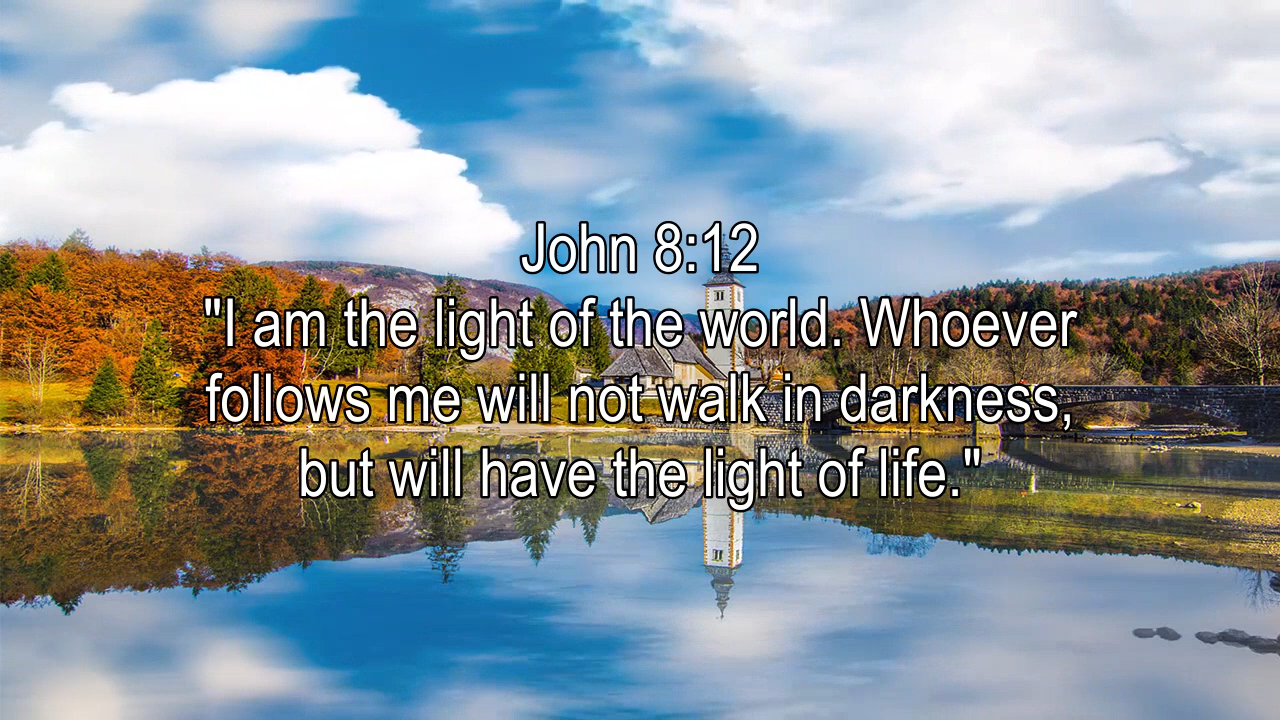 John 8:12
"I am the light of the world. Whoever
follows me will not walk in darkness,
but will have the light of life."